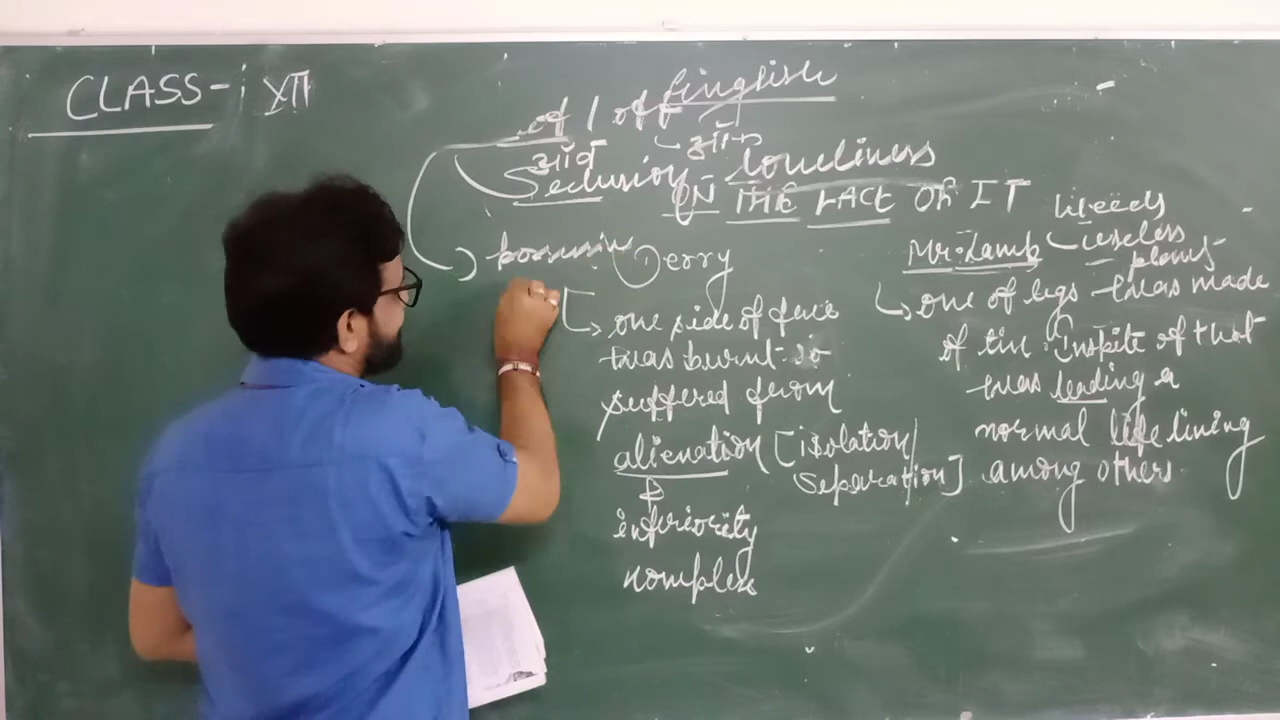 CLASS-i XII
English
of / off
आफ
Seclusion - loneliness
ON THE FACE OF IT
Derry
one side of face
was burnt so
suffered from
alienation [isolation/
separation]
inferiority
complex
Weeds
Mr. Lamb useless
plants
one of legs was made
of tin. Inspite of that
was leading a
normal life living
among others